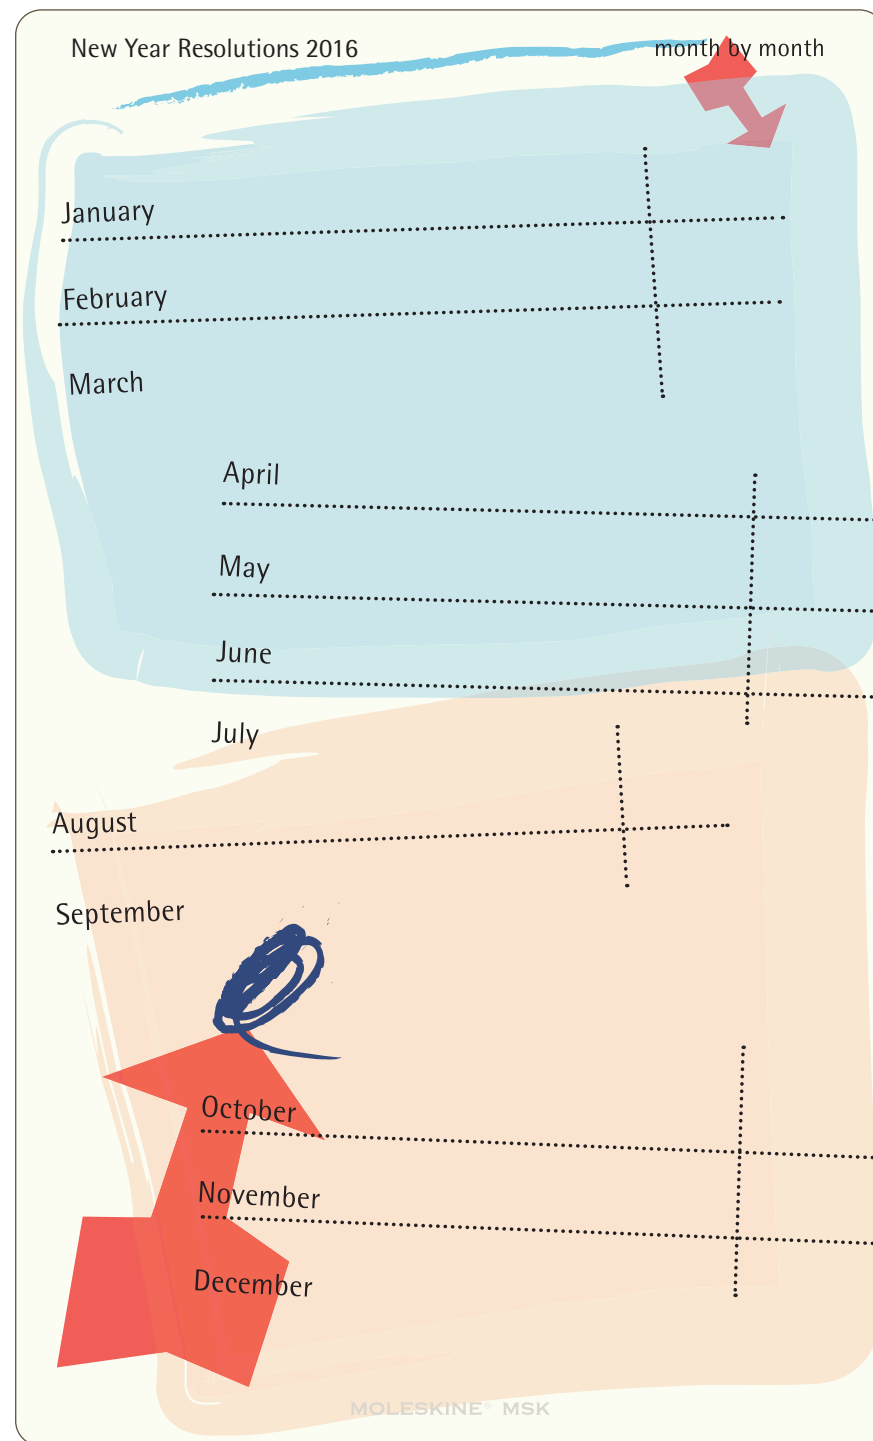 New Year Resolutions 2016
month by month
January
February
March
April
May
June
July
August
September
October
November
December
MOLESKINE® MSK